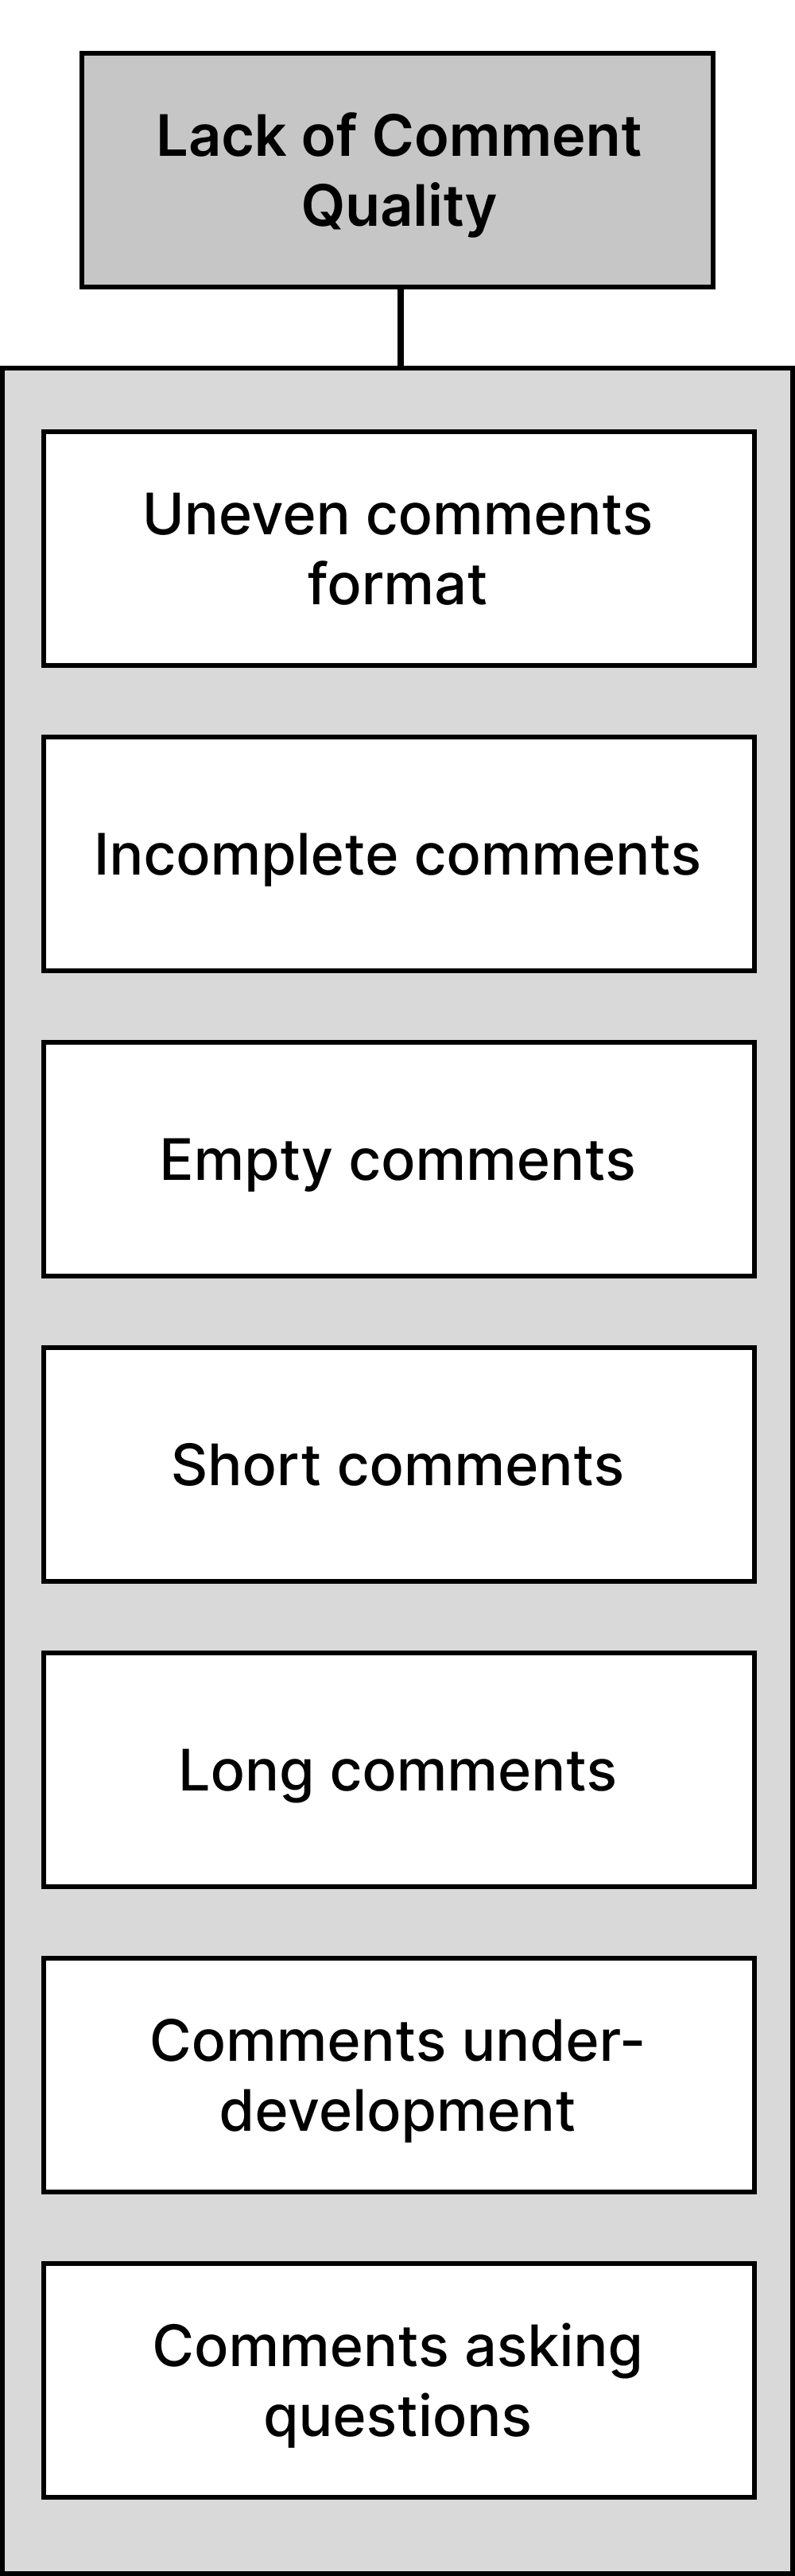 Lack of Comment
Quality
Uneven comments
format
Incomplete comments
Empty comments
Short comments
Long comments
Comments under-
development
Comments asking
questions